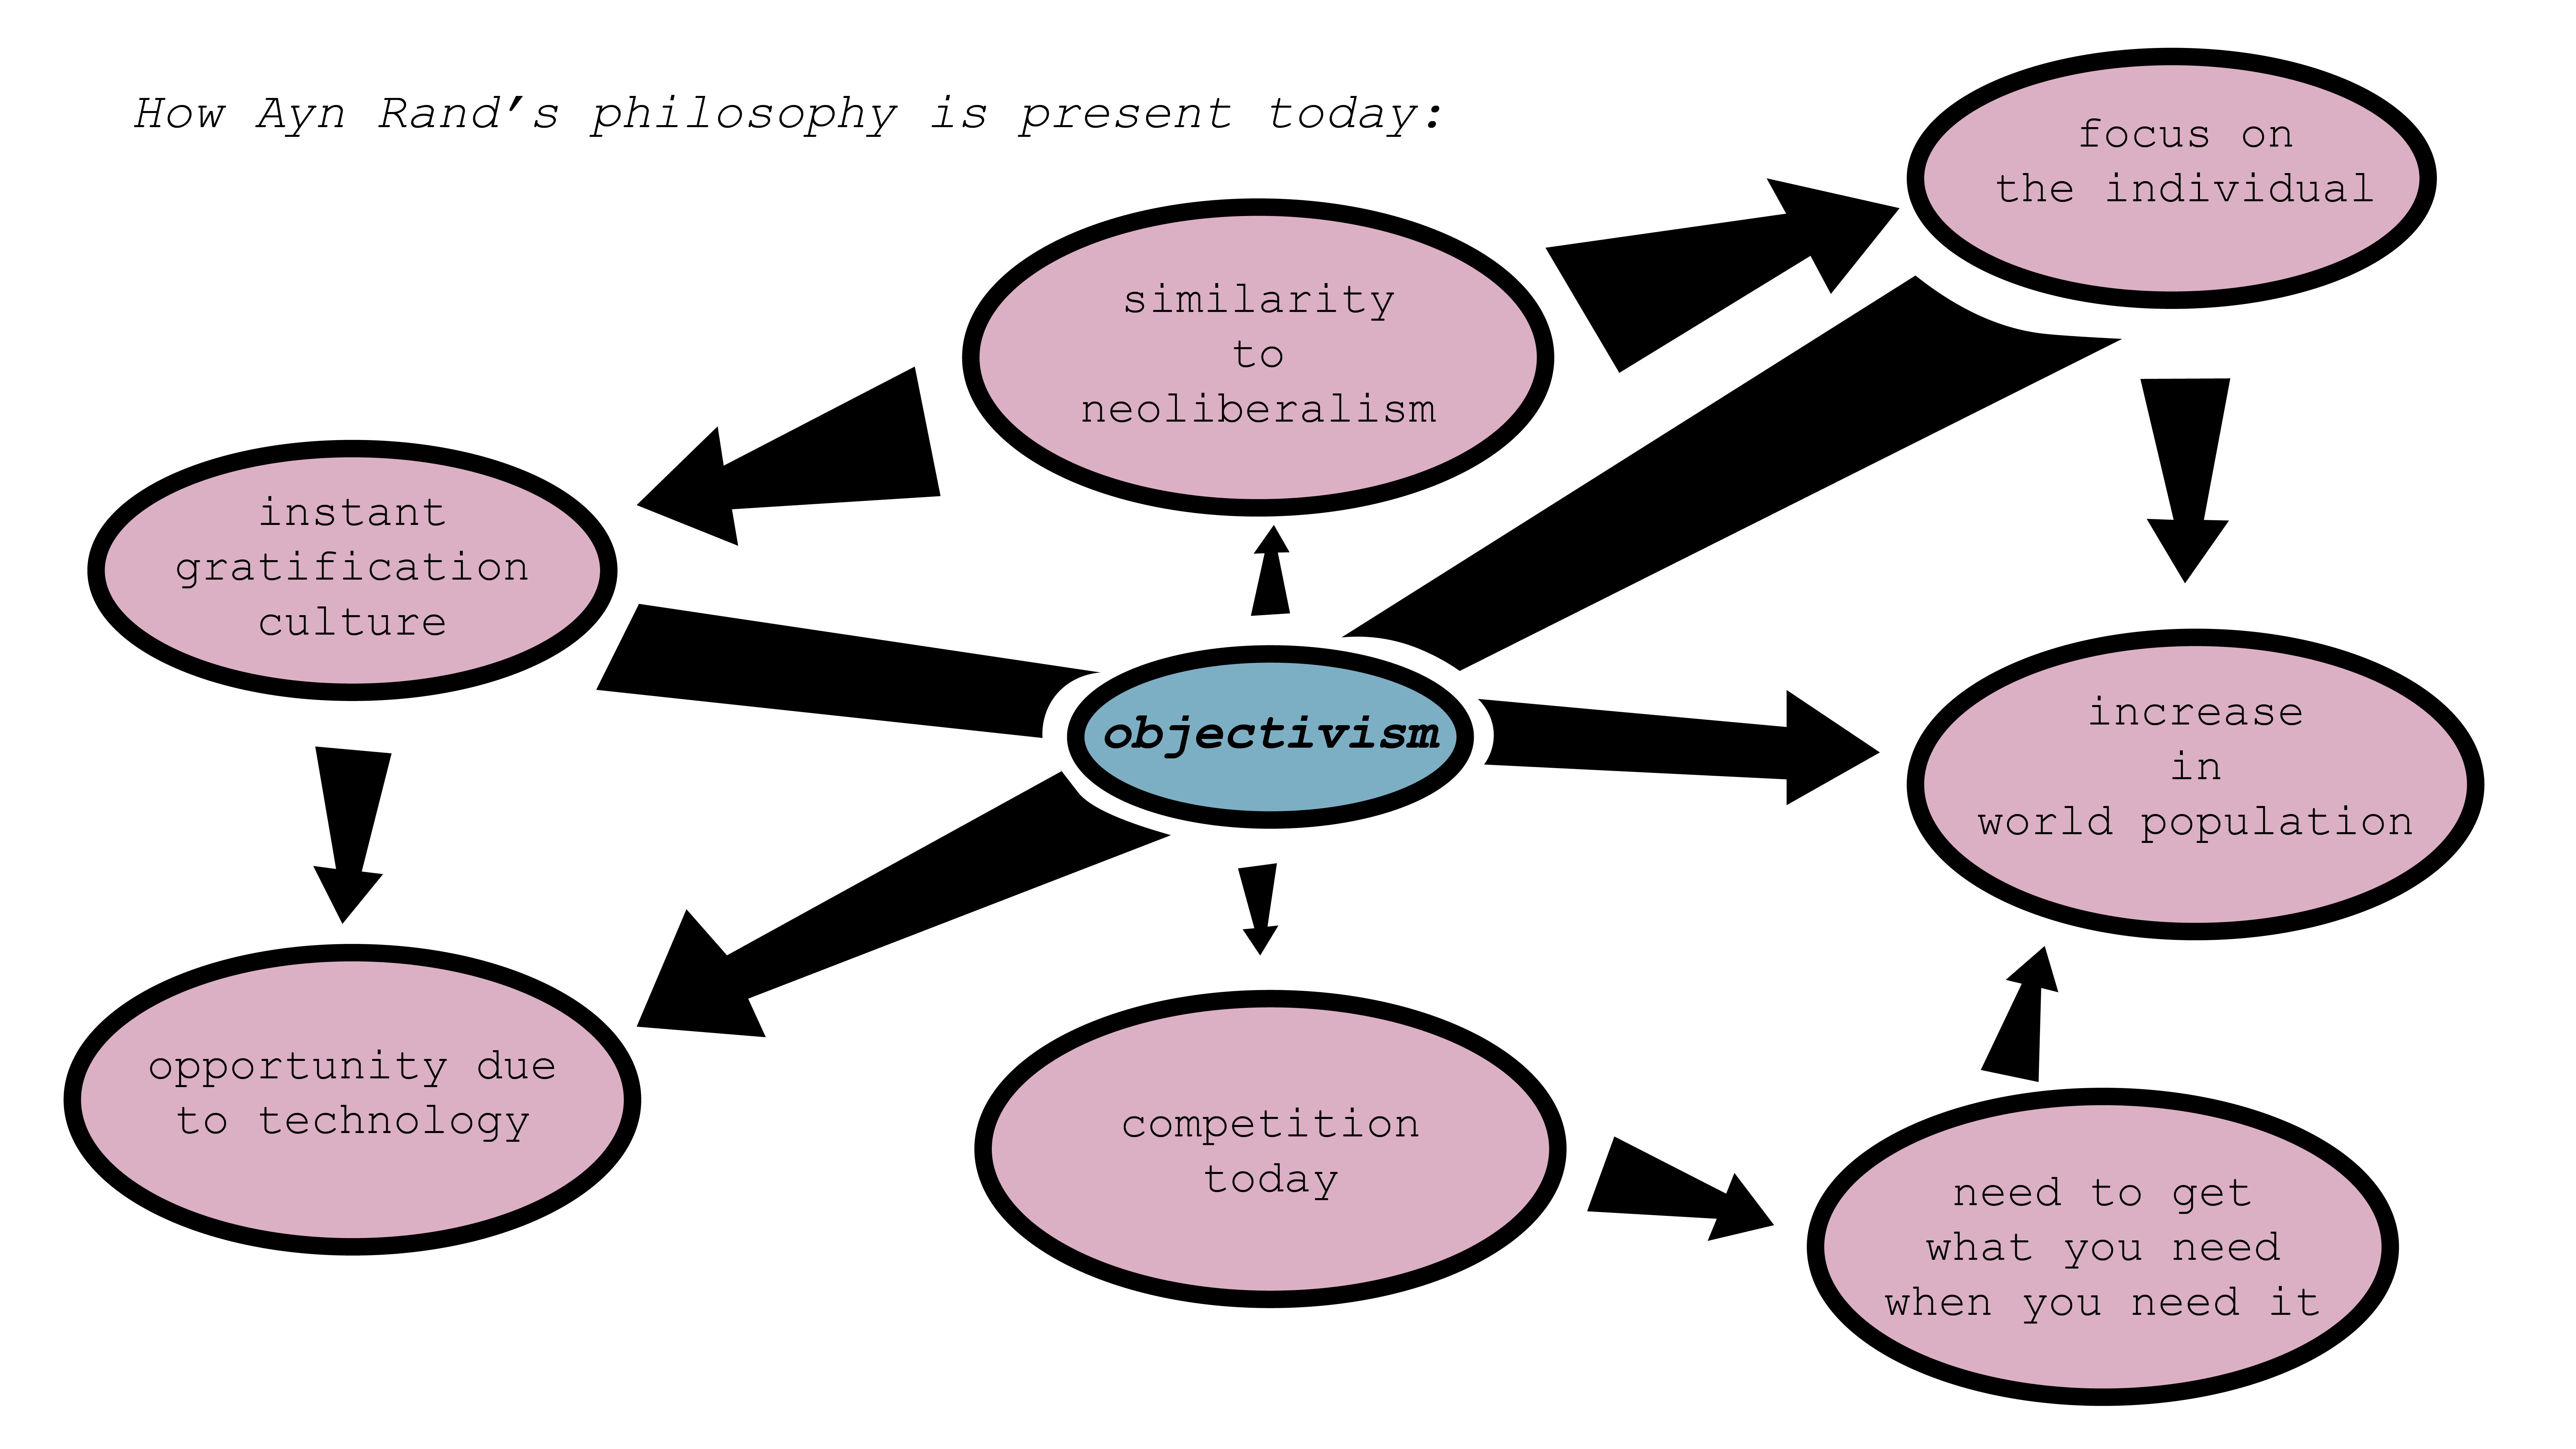 How Ayn Rand's philosophy is present today:
focus on
the individual
similarity
to
neoliberalism
instant
gratification
culture
objectivism
increase
in
world population
opportunity due
to technology
competition
today
need to get
what you need
when you need it